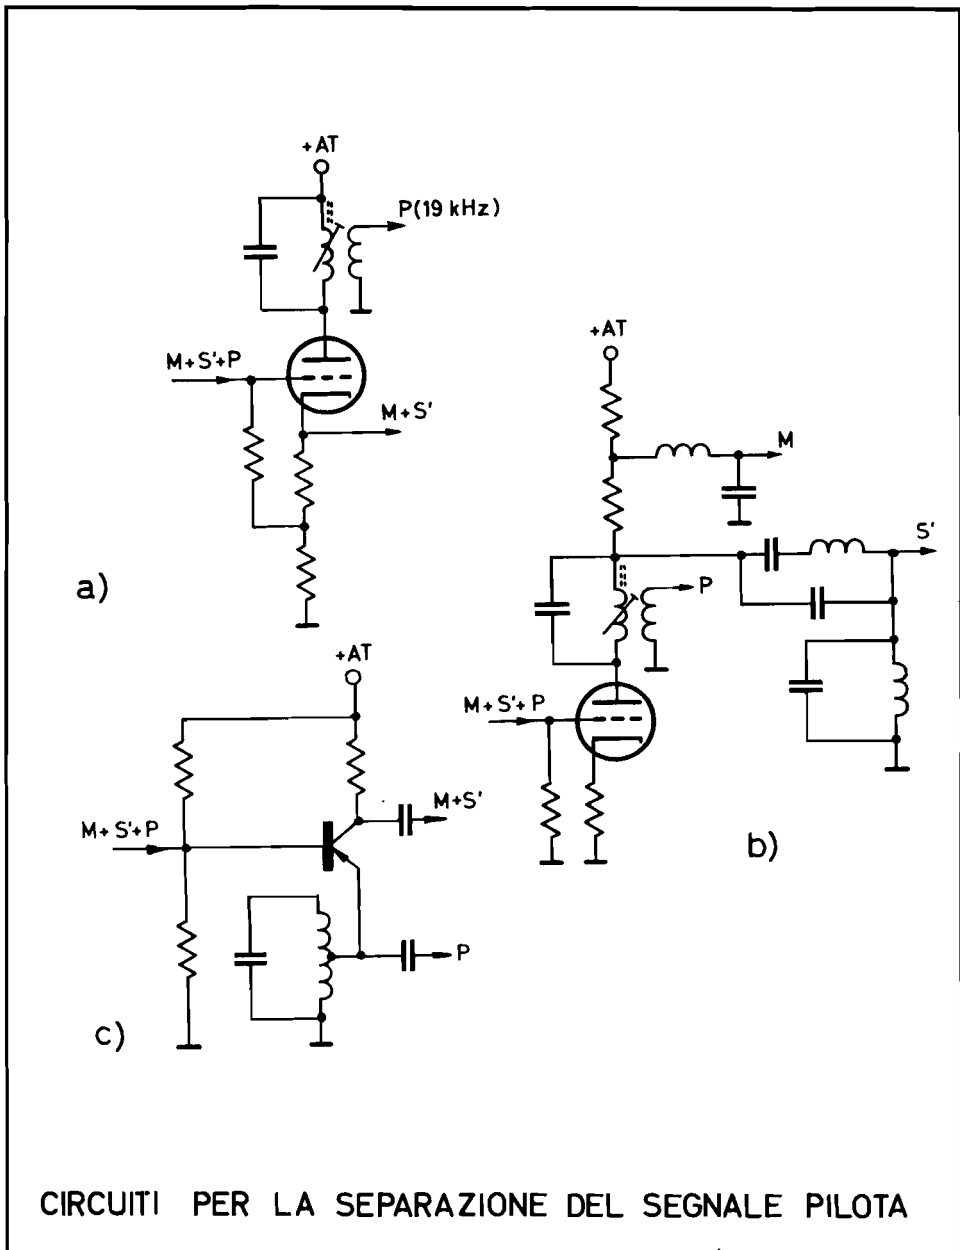 +AT
P(19 kHz)
M+S'+P
M+S'
a)
+AT
M
S'
P
M+S'+P
b)
+AT
M+S'
M+S'+P
P
c)
CIRCUITI PER LA SEPARAZIONE DEL SEGNALE PILOTA